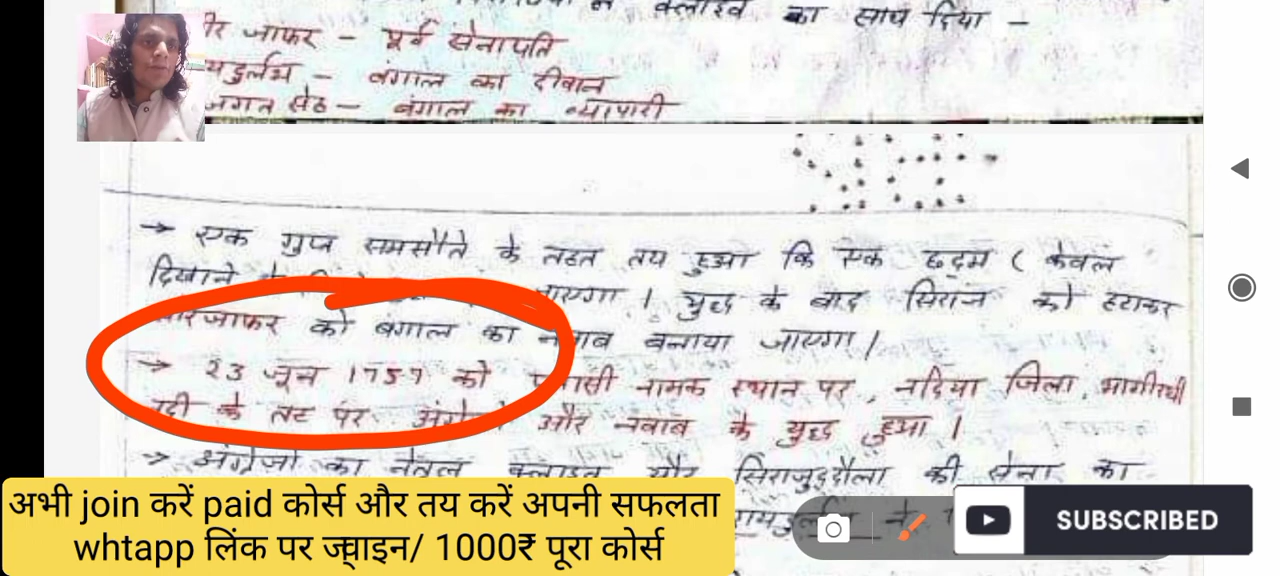 क्लाइव का साथ दिया –
जाफर – पूर्व सेनापति
बंगाल का दीवान
जगत सेठ – बंगाल का व्यापारी
→ एक गुप्त समझौते के तहत तय हुआ कि एक छद्म ( केवल
दिखाने जाएगा । युद्ध के बाद सिराज को हटाकर
मीरजाफर को बंगाल का नवाब बनाया जाएगा /
→ 23 जून 1757 को प्लासी नामक स्थान पर, नदिया जिला, भागीरथी
नदी के तट पर अंग्रेजों और नवाब के युद्ध हुआ ।
→ अंग्रेजों का नेतृत्व क्लाइव और सिराजुद्दौला की सेना का
अभी join करें paid कोर्स और तय करें अपनी सफलता
whtapp लिंक पर ज्वाइन/ 1000₹ पूरा कोर्स
SUBSCRIBED